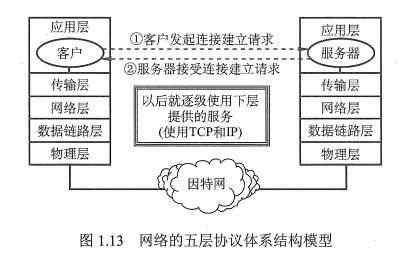 应用层
客户
传输层
网络层
数据链路层
物理层
①客户发起连接建立请求
②服务器接受连接建立请求
以后就逐级使用下层
提供的服务
(使用TCP和IP)
因特网
应用层
服务器
传输层
网络层
数据链路层
物理层
图 1.13 网络的五层协议体系结构模型